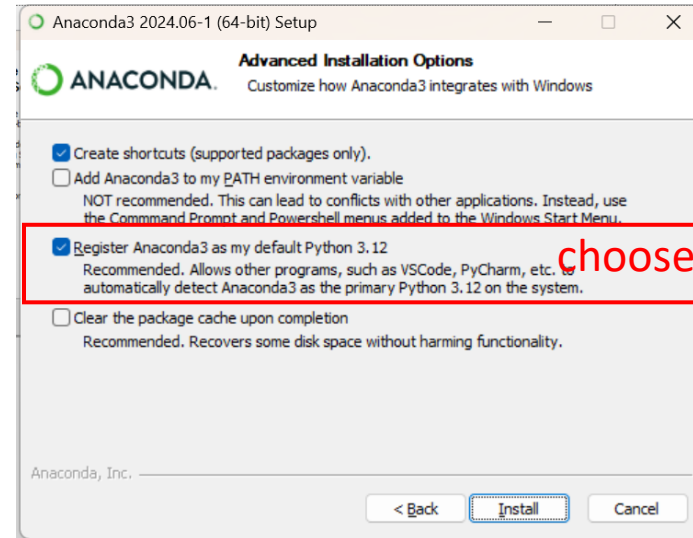 Anaconda3 2024.06-1 (64-bit) Setup
ANACONDA.
Advanced Installation Options
Customize how Anaconda3 integrates with Windows
Create shortcuts (supported packages only).
Add Anaconda3 to my PATH environment variable
NOT recommended. This can lead to conflicts with other applications. Instead, use
the Commmand Prompt and Powershell menus added to the Windows Start Menu.
Register Anaconda3 as my default Python 3.12
Recommended. Allows other programs, such as VSCode, PyCharm, etc. to
automatically detect Anaconda3 as the primary Python 3.12 on the system.
choose
Clear the package cache upon completion
Recommended. Recovers some disk space without harming functionality.
Anaconda, Inc.
< Back
Install
Cancel